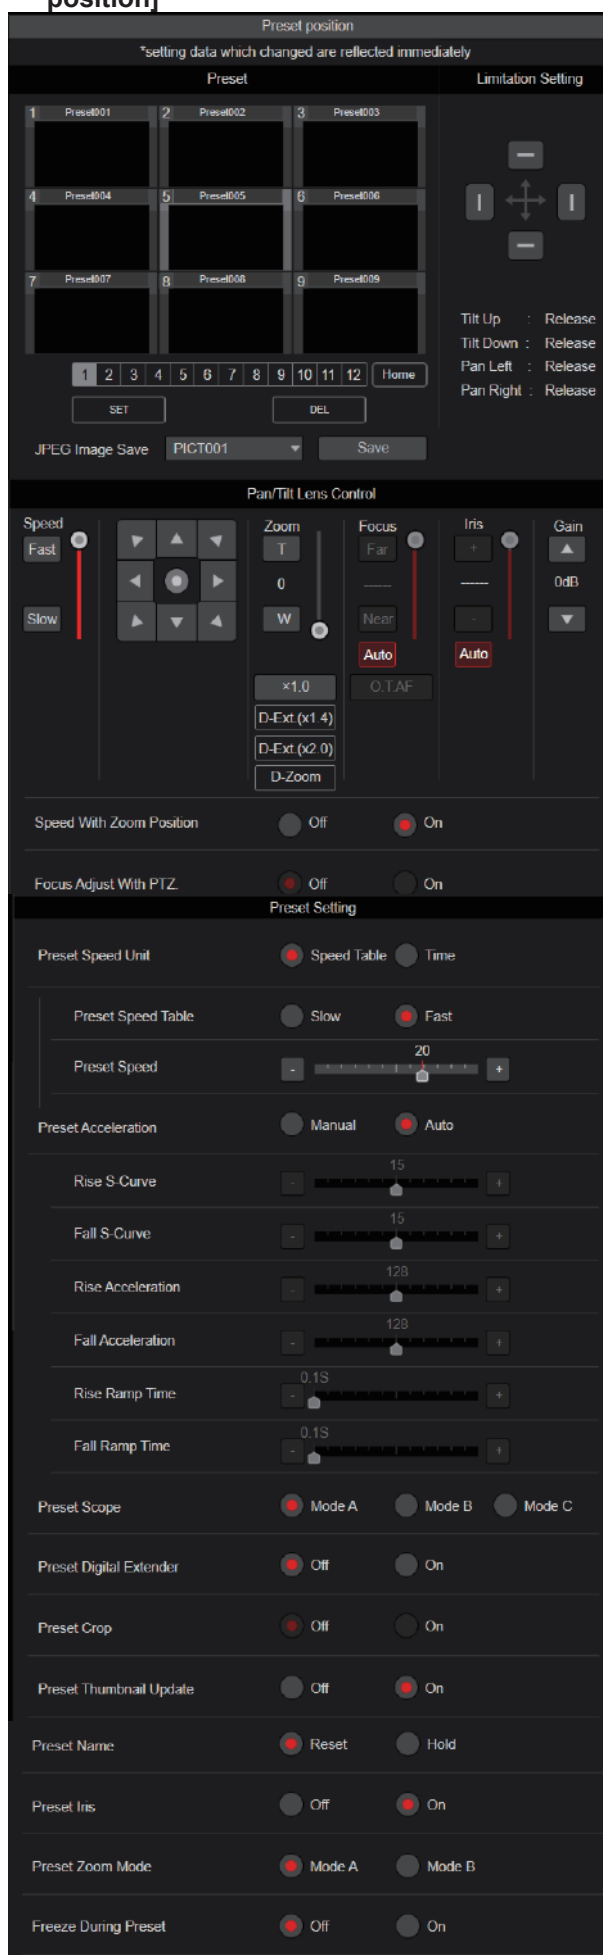 position]
Preset position
*setting data which changed are reflected immediately
Preset
Limitation Setting
1 Preset001 2 Preset002 3 Preset003
4 Preset004 5 Preset005 6 Preset006
7 Preset007 8 Preset008 9 Preset009
Tilt Up : Release
Tilt Down : Release
Pan Left : Release
Pan Right : Release
1 2 3 4 5 6 7 8 9 10 11 12 Home
SET DEL
JPEG Image Save PICT001 Save
Pan/Tilt Lens Control
Speed
Fast
Slow
Zoom
T
0
W
×1.0
D-Ext.(x1.4)
D-Ext.(x2.0)
D-Zoom
Focus
Far
------
Near
Auto
O.T.AF
Iris
+
------
-
Auto
Gain
0dB
Speed With Zoom Position Off On
Focus Adjust With PTZ. Off On
Preset Setting
Preset Speed Unit Speed Table Time
Preset Speed Table Slow Fast
20
Preset Speed - +
Preset Acceleration Manual Auto
15
Rise S-Curve - +
15
Fall S-Curve - +
128
Rise Acceleration - +
128
Fall Acceleration - +
0.1S
Rise Ramp Time - +
0.1S
Fall Ramp Time - +
Preset Scope Mode A Mode B Mode C
Preset Digital Extender Off On
Preset Crop Off On
Preset Thumbnail Update Off On
Preset Name Reset Hold
Preset Iris Off On
Preset Zoom Mode Mode A Mode B
Freeze During Preset Off On